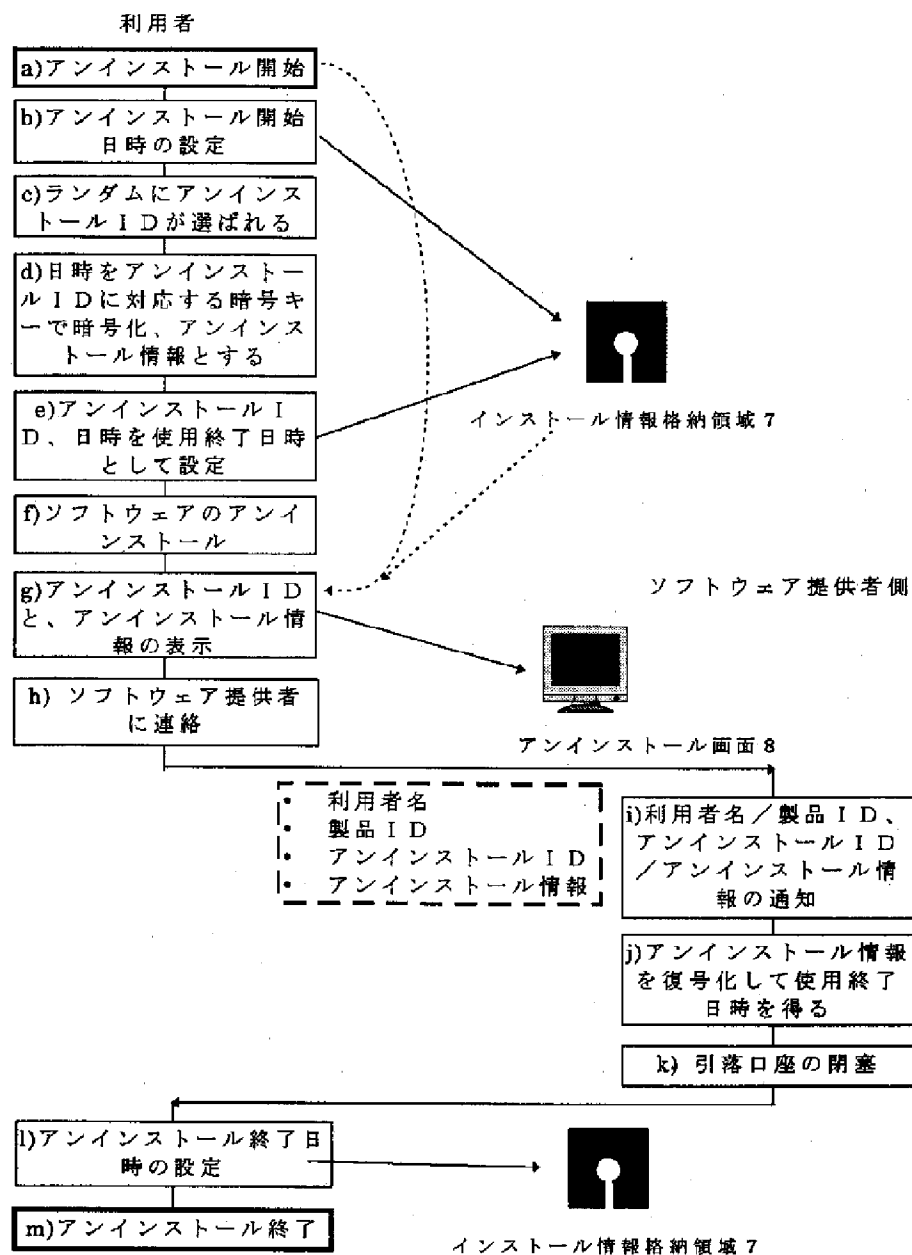 利用者
a)アンインストール開始
b)アンインストール開始
日時の設定
c)ランダムにアンインス
トールＩＤが選ばれる
d)日時をアンインストー
ルＩＤに対応する暗号キ
ーで暗号化、アンインス
トール情報とする
e)アンインストールＩ
Ｄ、日時を使用終了日時
として設定
インストール情報格納領域７
f)ソフトウェアのアンイ
ンストール
g)アンインストールＩＤ
と、アンインストール情
報の表示
ソフトウェア提供者側
h) ソフトウェア提供者
に連絡
アンインストール画面８
• 利用者名
• 製品ＩＤ
• アンインストールＩＤ
• アンインストール情報
i)利用者名／製品ＩＤ、
アンインストールＩＤ
／アンインストール情
報の通知
j)アンインストール情報
を復号化して使用終了
日時を得る
k) 引落口座の閉塞
l)アンインストール終了日
時の設定
m)アンインストール終了
インストール情報格納領域７